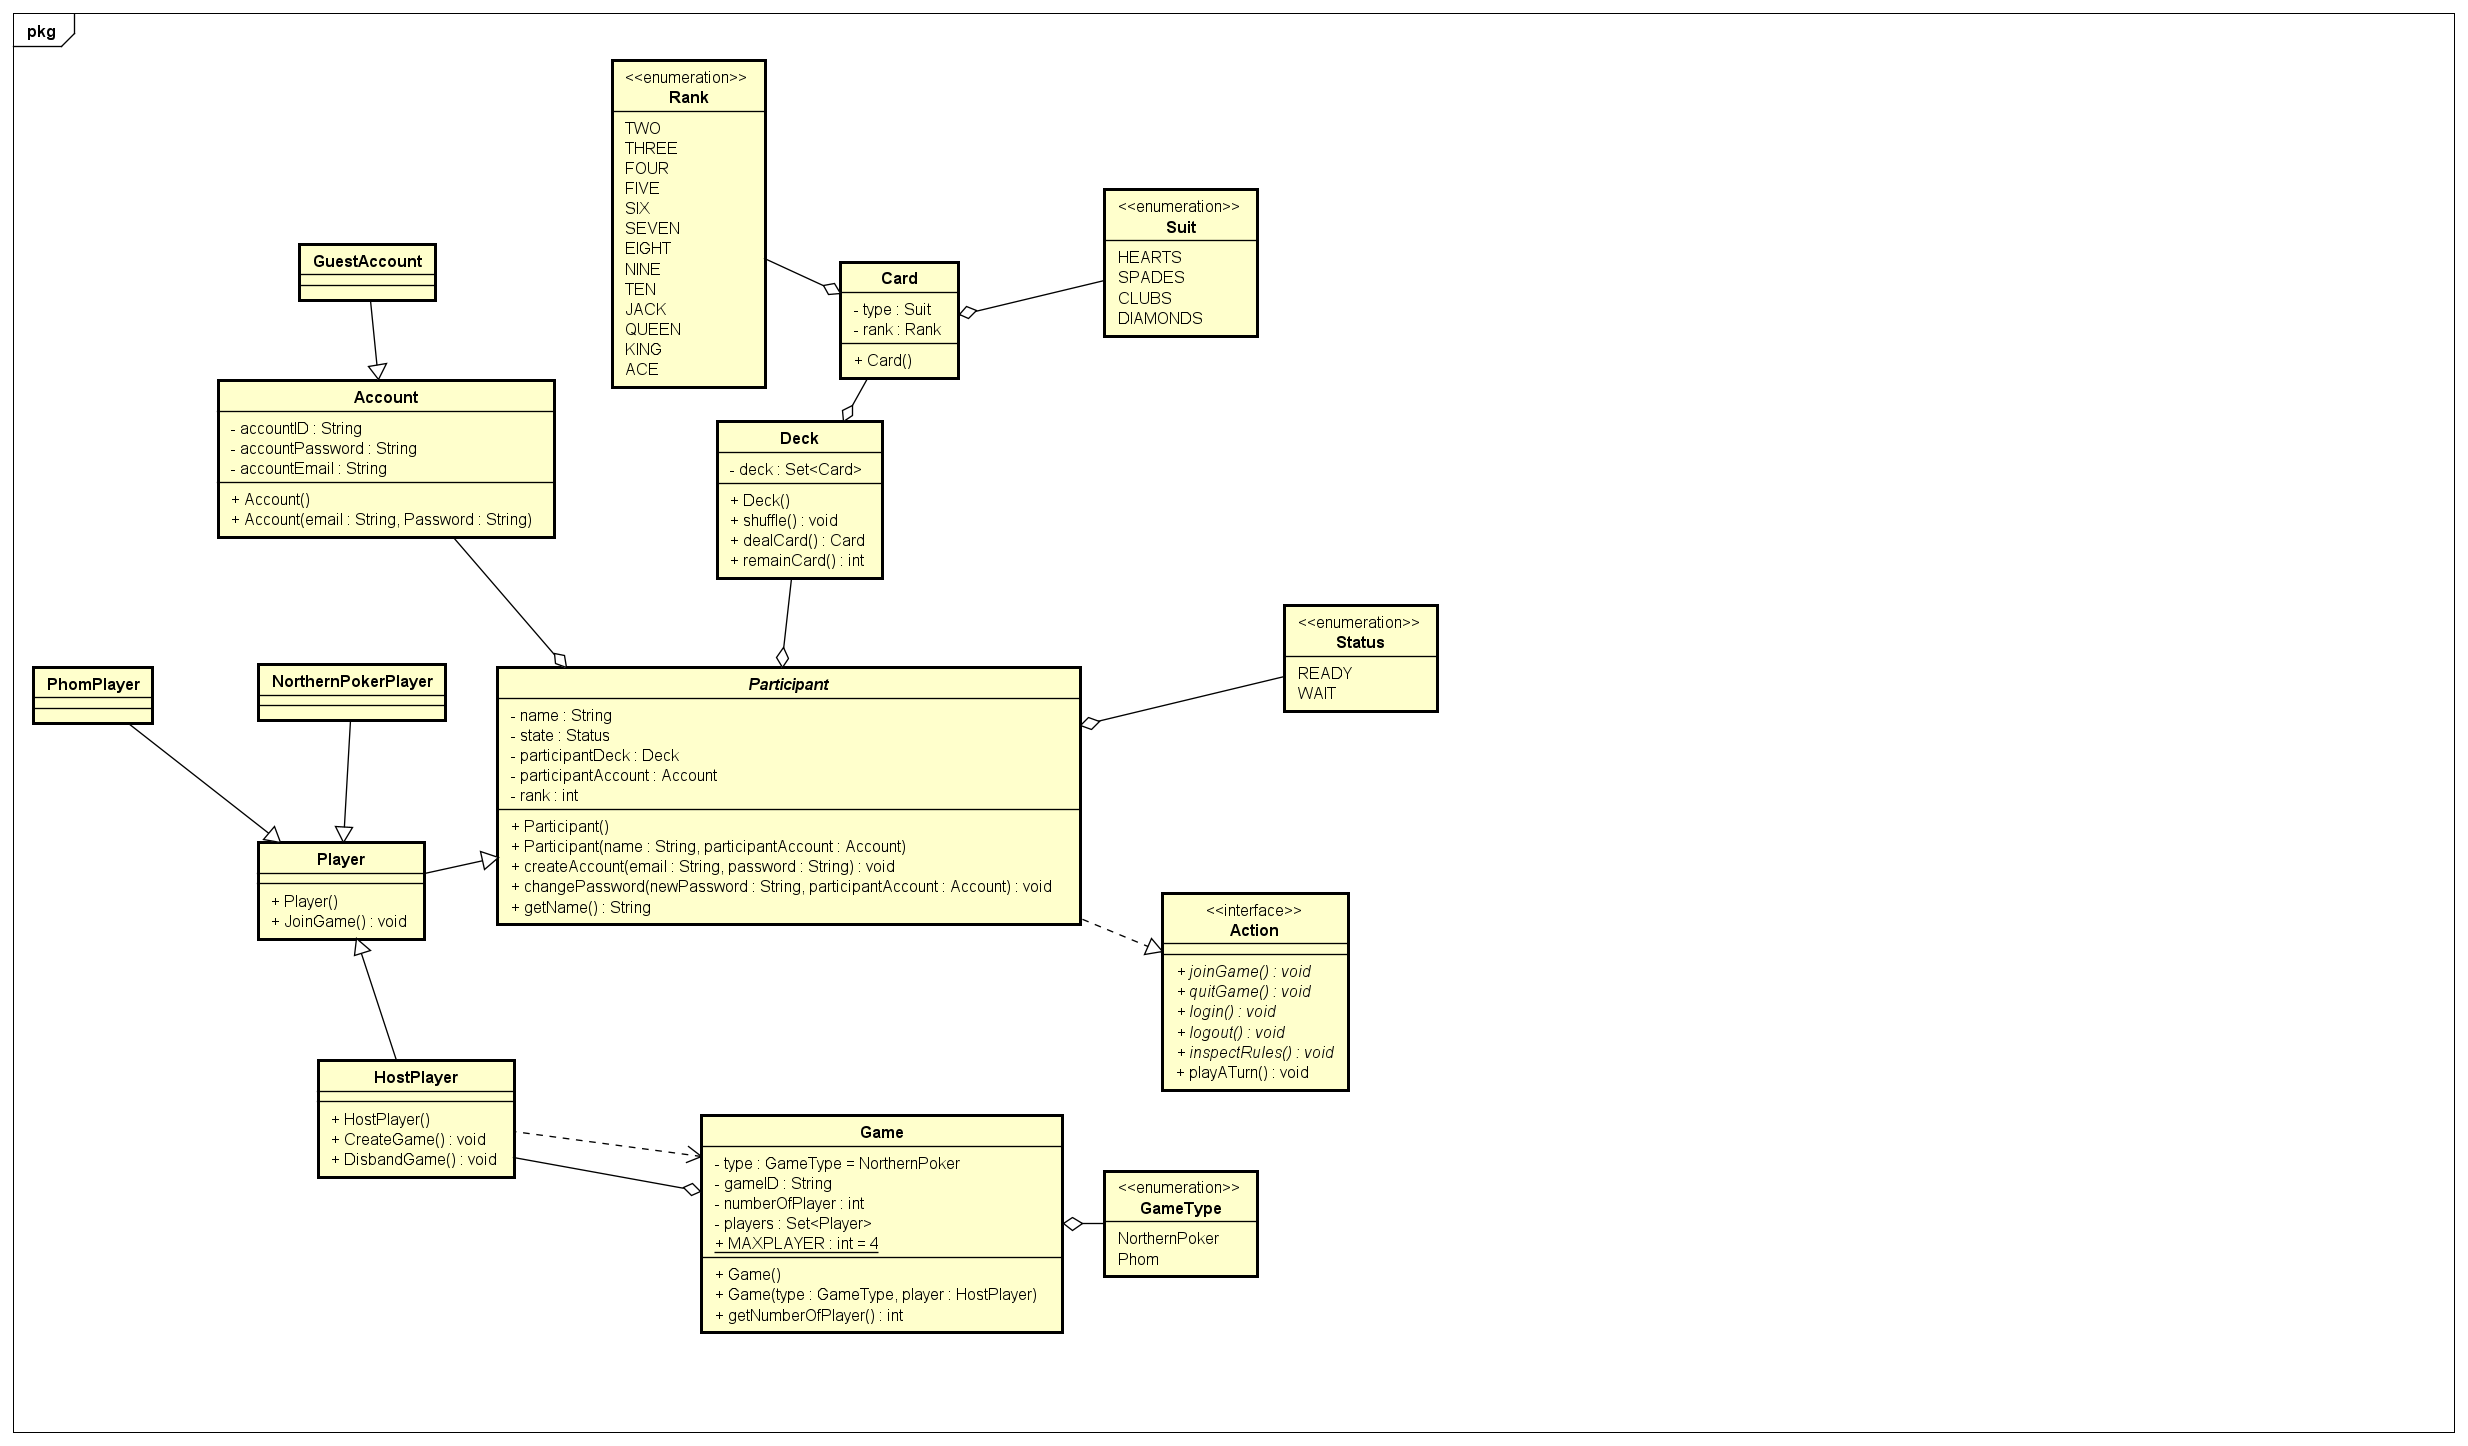 pkg
<<enumeration>>
Rank
TWO
THREE
FOUR
FIVE
SIX
SEVEN
EIGHT
NINE
TEN
JACK
QUEEN
KING
ACE
<<enumeration>>
Suit
HEARTS
SPADES
CLUBS
DIAMONDS
GuestAccount
Card
- type : Suit
- rank : Rank
+ Card()
Account
- accountID : String
- accountPassword : String
- accountEmail : String
+ Account()
+ Account(email : String, Password : String)
Deck
- deck : Set<Card>
+ Deck()
+ shuffle() : void
+ dealCard() : Card
+ remainCard() : int
<<enumeration>>
Status
READY
WAIT
PhomPlayer
NorthernPokerPlayer
Participant
- name : String
- state : Status
- participantDeck : Deck
- participantAccount : Account
- rank : int
+ Participant()
+ Participant(name : String, participantAccount : Account)
+ createAccount(email : String, password : String) : void
+ changePassword(newPassword : String, participantAccount : Account) : void
+ getName() : String
Player
+ Player()
+ JoinGame() : void
<<interface>>
Action
+ joinGame() : void
+ quitGame() : void
+ login() : void
+ logout() : void
+ inspectRules() : void
+ playATurn() : void
HostPlayer
+ HostPlayer()
+ CreateGame() : void
+ DisbandGame() : void
Game
- type : GameType = NorthernPoker
- gameID : String
- numberOfPlayer : int
- players : Set<Player>
+ MAXPLAYER : int = 4
+ Game()
+ Game(type : GameType, player : HostPlayer)
+ getNumberOfPlayer() : int
<<enumeration>>
GameType
NorthernPoker
Phom